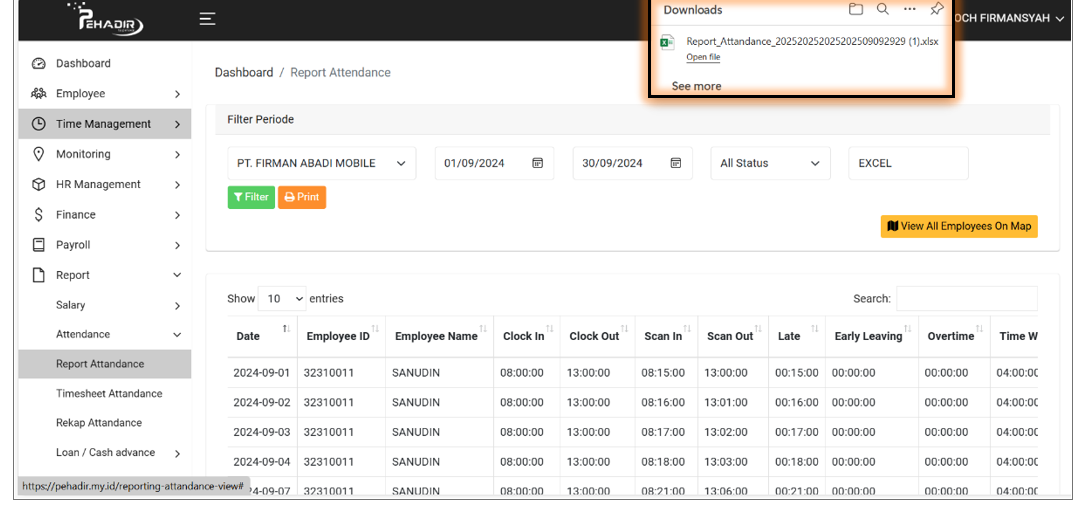 PEHADIR
Downloads
OCH FIRMANSYAH
Report_Attandance_202520252025202509092929 (1).xlsx
Open file
See more
Dashboard
Employee
Time Management
Monitoring
HR Management
Finance
Payroll
Report
Salary
Attendance
Report Attandance
Timesheet Attandance
Rekap Attandance
Loan / Cash advance
https://pehadir.my.id/reporting-attandance-view#
Dashboard / Report Attendance
Filter Periode
PT. FIRMAN ABADI MOBILE 01/09/2024 30/09/2024 All Status EXCEL
Filter Print
View All Employees On Map
Show 10 entries Search:
Date Employee ID Employee Name Clock In Clock Out Scan In Scan Out Late Early Leaving Overtime Time W
2024-09-01 32310011 SANUDIN 08:00:00 13:00:00 08:15:00 13:00:00 00:15:00 00:00:00 00:00:00 04:00:00
2024-09-02 32310011 SANUDIN 08:00:00 13:00:00 08:16:00 13:01:00 00:16:00 00:00:00 00:00:00 04:00:00
2024-09-03 32310011 SANUDIN 08:00:00 13:00:00 08:17:00 13:02:00 00:17:00 00:00:00 00:00:00 04:00:00
2024-09-04 32310011 SANUDIN 08:00:00 13:00:00 08:18:00 13:03:00 00:18:00 00:00:00 00:00:00 04:00:00
4-09-07 32310011 SANUDIN 08:00:00 13:00:00 08:21:00 13:06:00 00:21:00 00:00:00 00:00:00 04:00:00